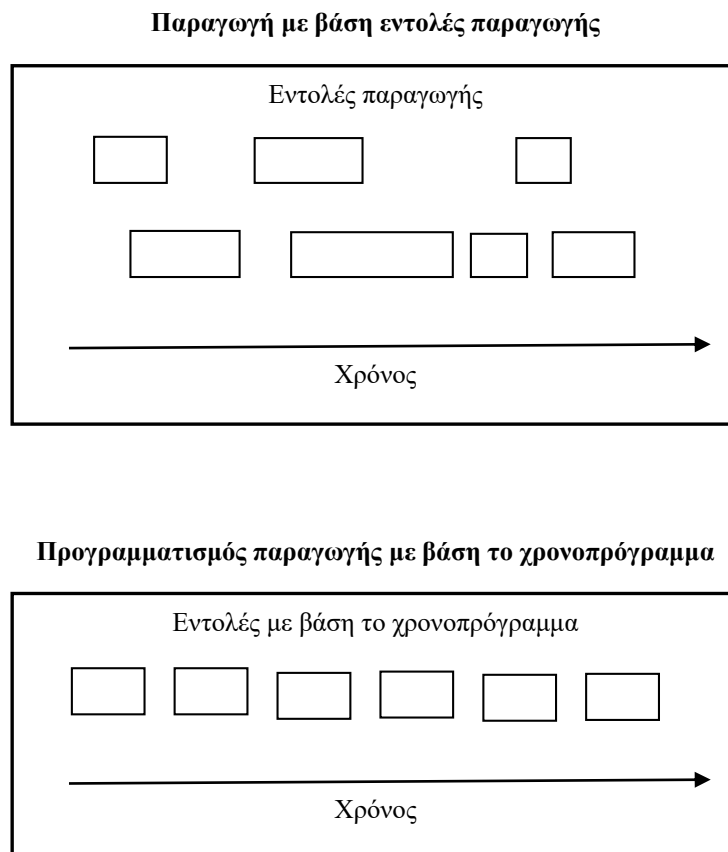 Παραγωγή με βάση εντολές παραγωγής
Εντολές παραγωγής
Χρόνος
Προγραμματισμός παραγωγής με βάση το χρονοπρόγραμμα
Εντολές με βάση το χρονοπρόγραμμα
Χρόνος